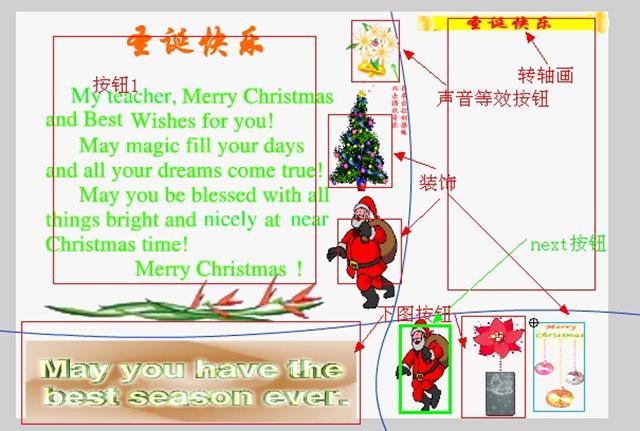 圣诞快乐
圣诞快乐
按钮1
My teacher, Merry Christmas
and Best Wishes for you!
May magic fill your days
and all your dreams come true!
May you be blessed with all
things bright and nicely at near
Christmas time!
Merry Christmas !
转轴画
声音等效按钮
装饰
next按钮
下图按钮
May you have the
best season ever.
Merry
Christmas